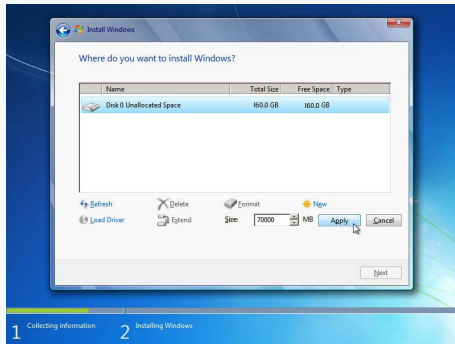 Install Windows
Where do you want to install Windows?
Name Total Size Free Space Type
Disk 0 Unallocated Space 160.0 GB 160.0 GB
Refresh Delete Format New
Load Driver Extend Size: 70000 MB Apply Cancel
Next
1 Collecting information 2 Installing Windows